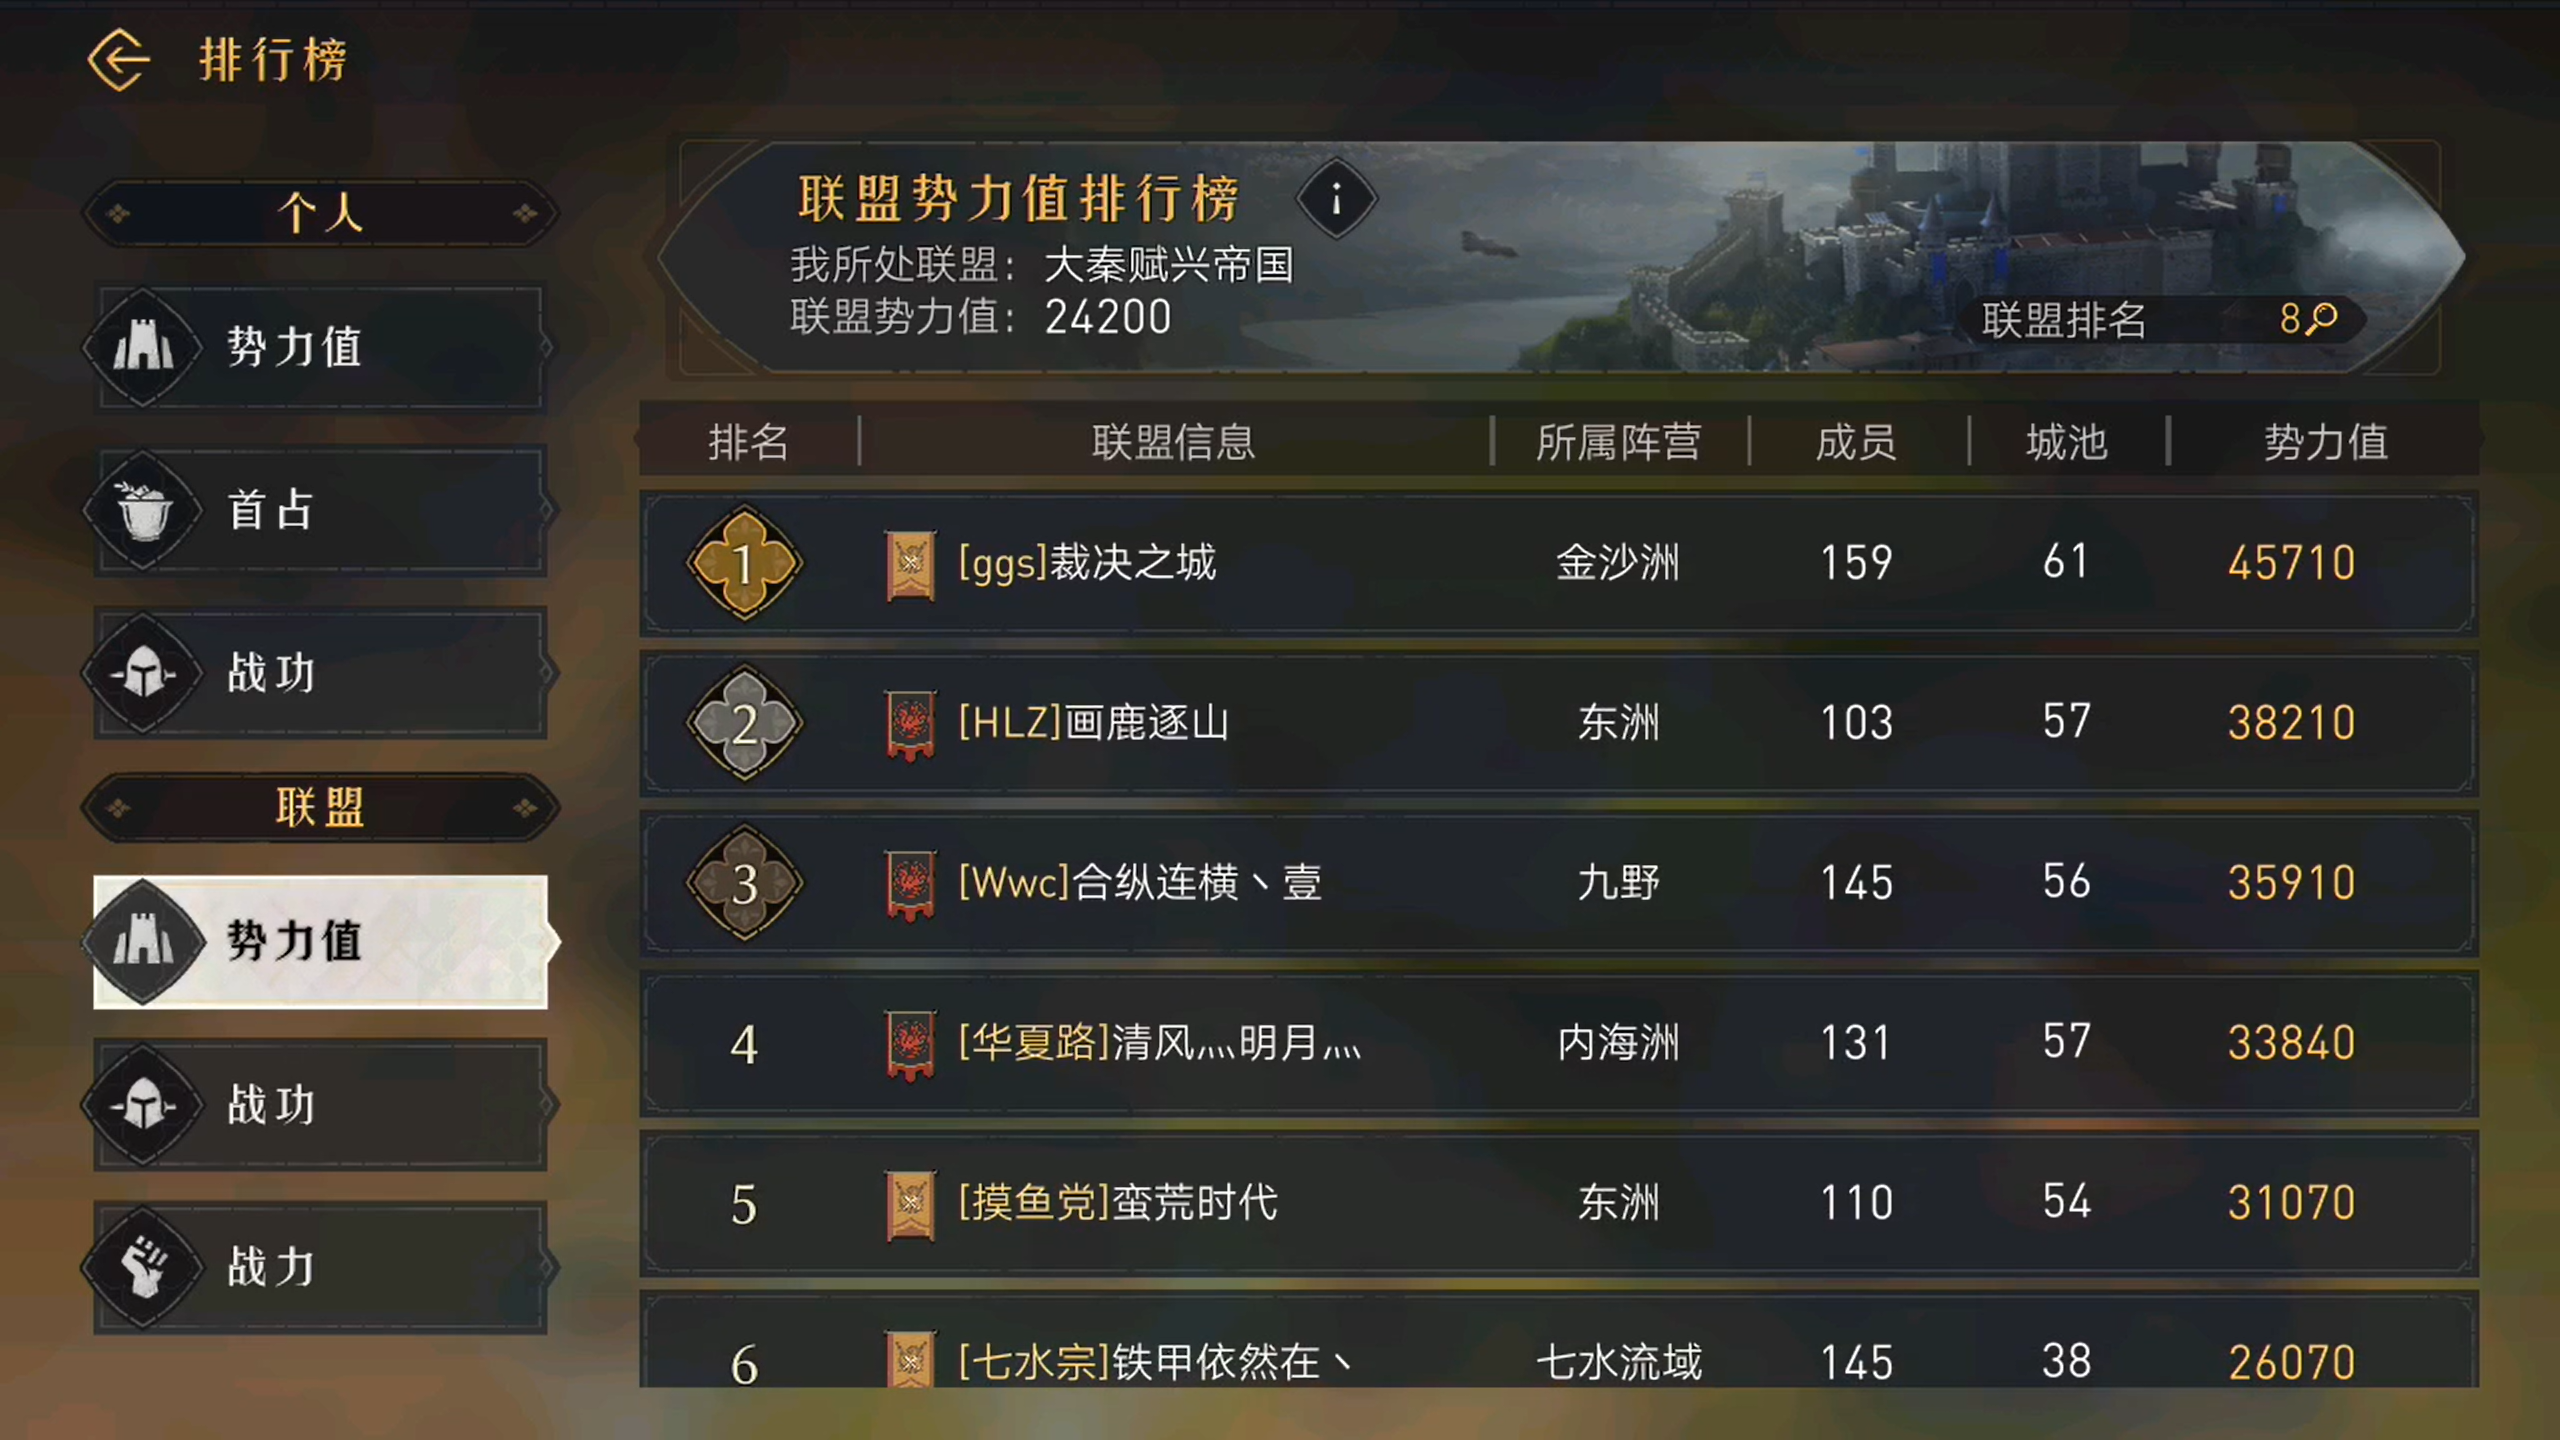 排行榜
个人
势力值
首占
战功
联盟
势力值
战功
战力
联盟势力值排行榜 i
我所处联盟： 大秦赋兴帝国
联盟势力值： 24200
联盟排名 8
排名 联盟信息 所属阵营 成员 城池 势力值
1 [ggs]裁决之城 金沙洲 159 61 45710
2 [HLZ]画鹿逐山 东洲 103 57 38210
3 [Wwc]合纵连横丶壹 九野 145 56 35910
4 [华夏路]清风灬明月灬 内海洲 131 57 33840
5 [摸鱼党]蛮荒时代 东洲 110 54 31070
6 [七水宗]铁甲依然在丶 七水流域 145 38 26070